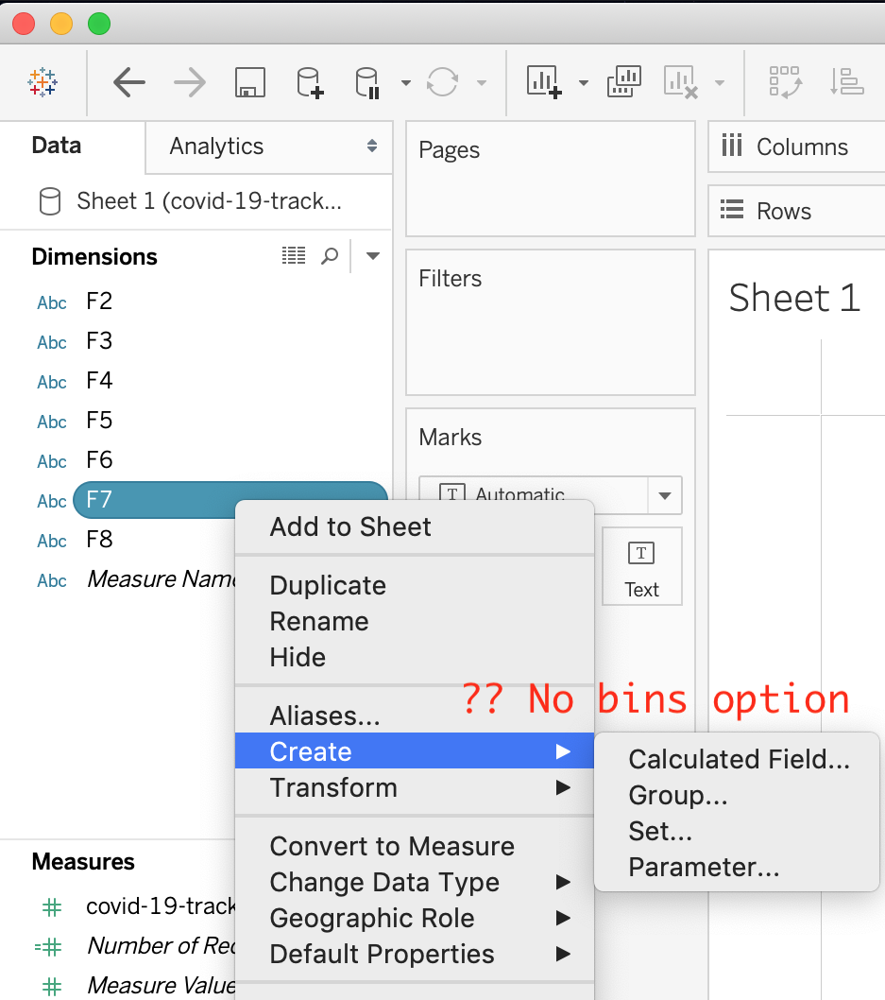 Data
Analytics
Sheet 1 (covid-19-track...
Dimensions
Abc F2
Abc F3
Abc F4
Abc F5
Abc F6
Abc F7
Abc F8
Abc Measure Name
Measures
covid-19-track
Number of Rec
Measure Value
Pages
Filters
Marks
T Automatic
T
Text
Columns
Rows
Sheet 1
Add to Sheet
Duplicate
Rename
Hide
Aliases...
Create
Transform
Convert to Measure
Change Data Type
Geographic Role
Default Properties
?? No bins option
Calculated Field...
Group...
Set...
Parameter...